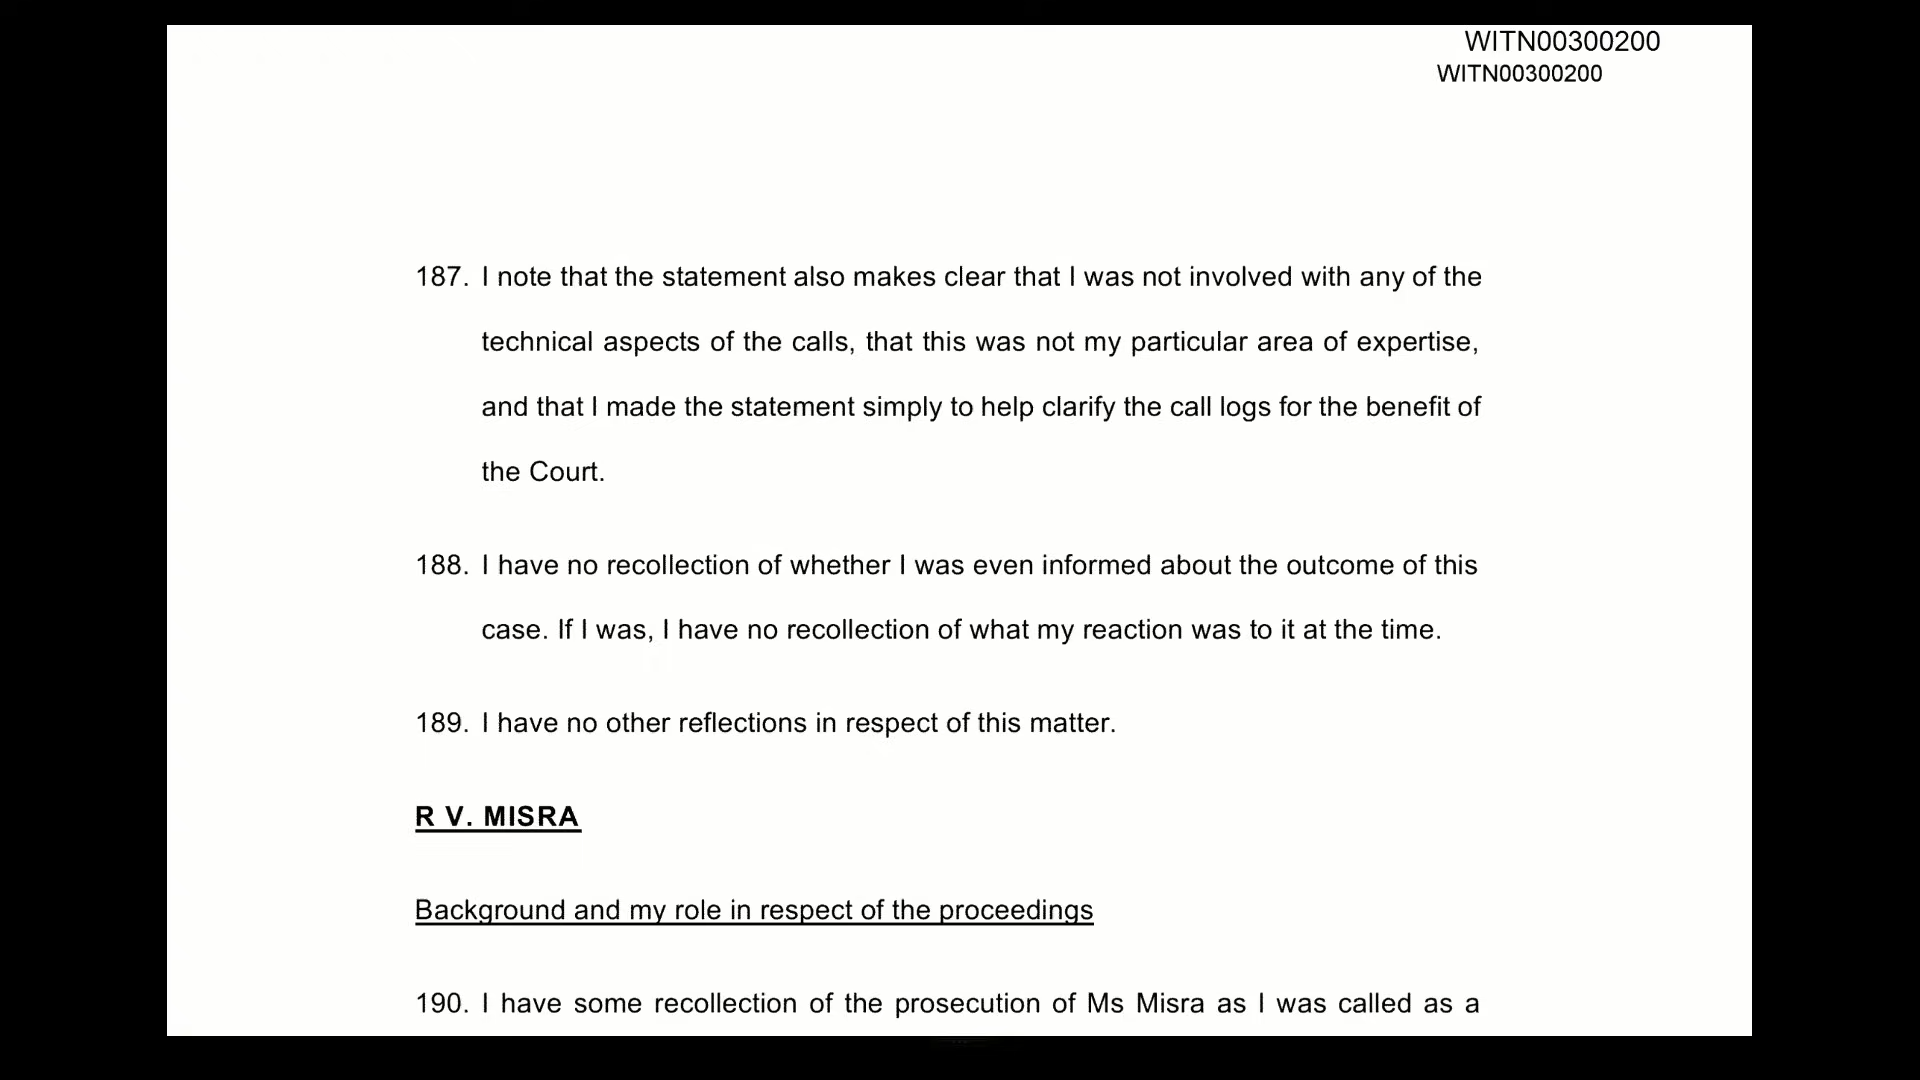 WITN00300200
WITN00300200
187. I note that the statement also makes clear that I was not involved with any of the
technical aspects of the calls, that this was not my particular area of expertise,
and that I made the statement simply to help clarify the call logs for the benefit of
the Court.
188. I have no recollection of whether I was even informed about the outcome of this
case. If I was, I have no recollection of what my reaction was to it at the time.
189. I have no other reflections in respect of this matter.
R V. MISRA
Background and my role in respect of the proceedings
190. I have some recollection of the prosecution of Ms Misra as I was called as a